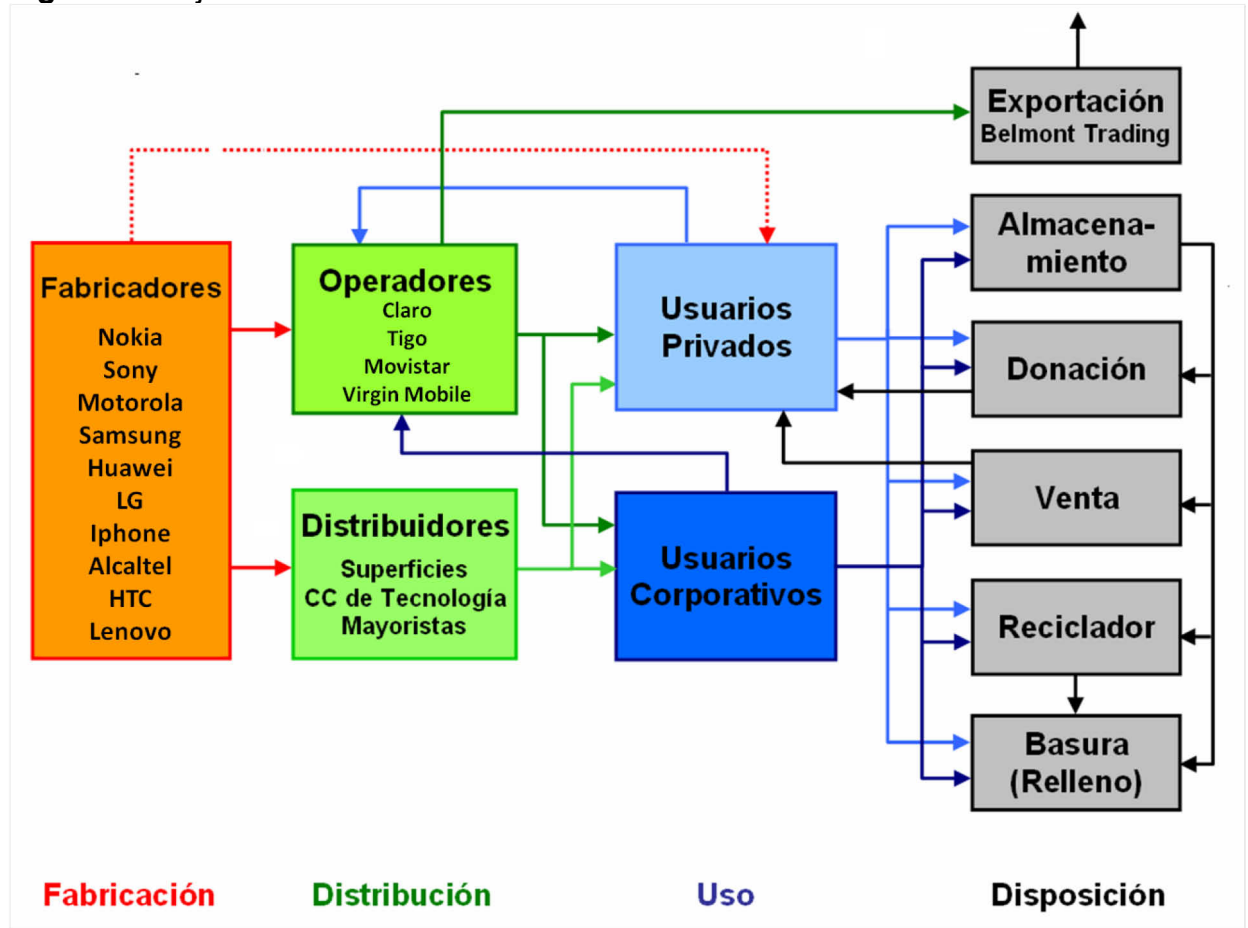 Fabricadores
Nokia
Sony
Motorola
Samsung
Huawei
LG
Iphone
Alcaltel
HTC
Lenovo
Operadores
Claro
Tigo
Movistar
Virgin Mobile
Distribuidores
Superficies
CC de Tecnología
Mayoristas
Usuarios
Privados
Usuarios
Corporativos
Exportación
Belmont Trading
Almacena-
miento
Donación
Venta
Reciclador
Basura
(Relleno)
Fabricación
Distribución
Uso
Disposición